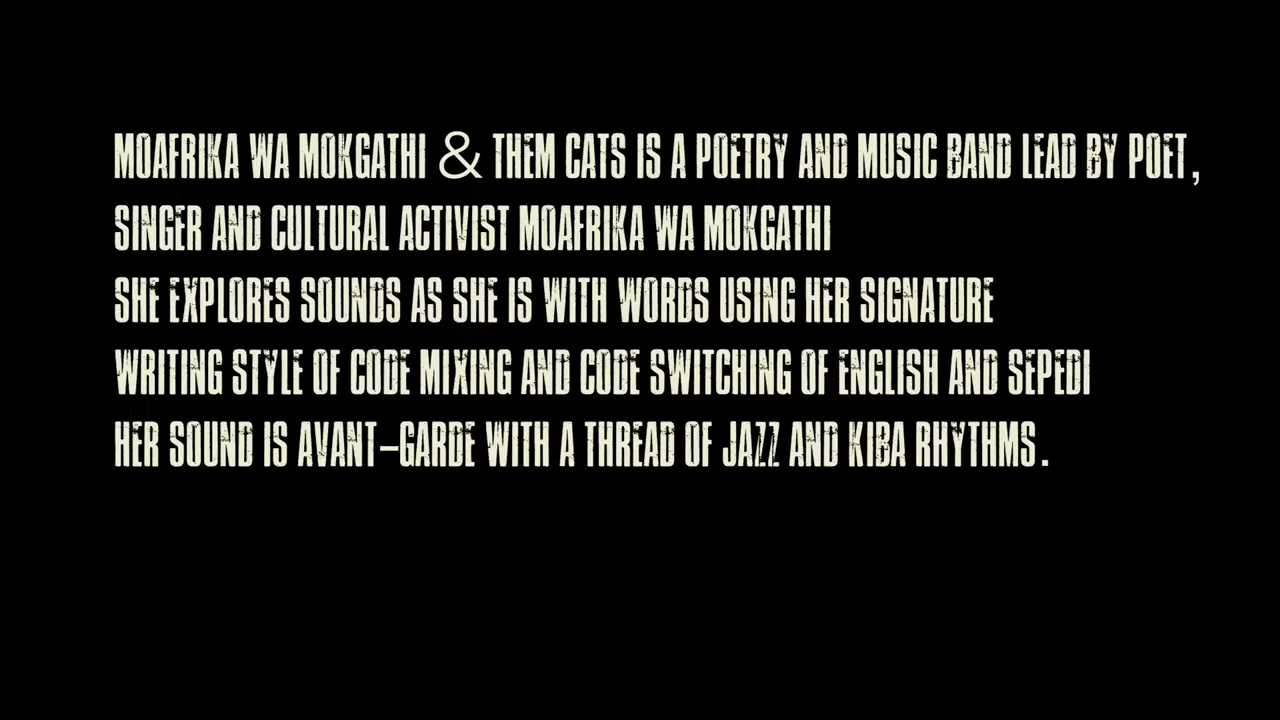 MOAFRIKA WA MOKGATHI & THEM CATS IS A POETRY AND MUSIC BAND LEAD BY POET,
SINGER AND CULTURAL ACTIVIST MOAFRIKA WA MOKGATHI
SHE EXPLORES SOUNDS AS SHE IS WITH WORDS USING HER SIGNATURE
WRITING STYLE OF CODE MIXING AND CODE SWITCHING OF ENGLISH AND SEPEDI
HER SOUND IS AVANT-GARDE WITH A THREAD OF JAZZ AND KIBA RHYTHMS.